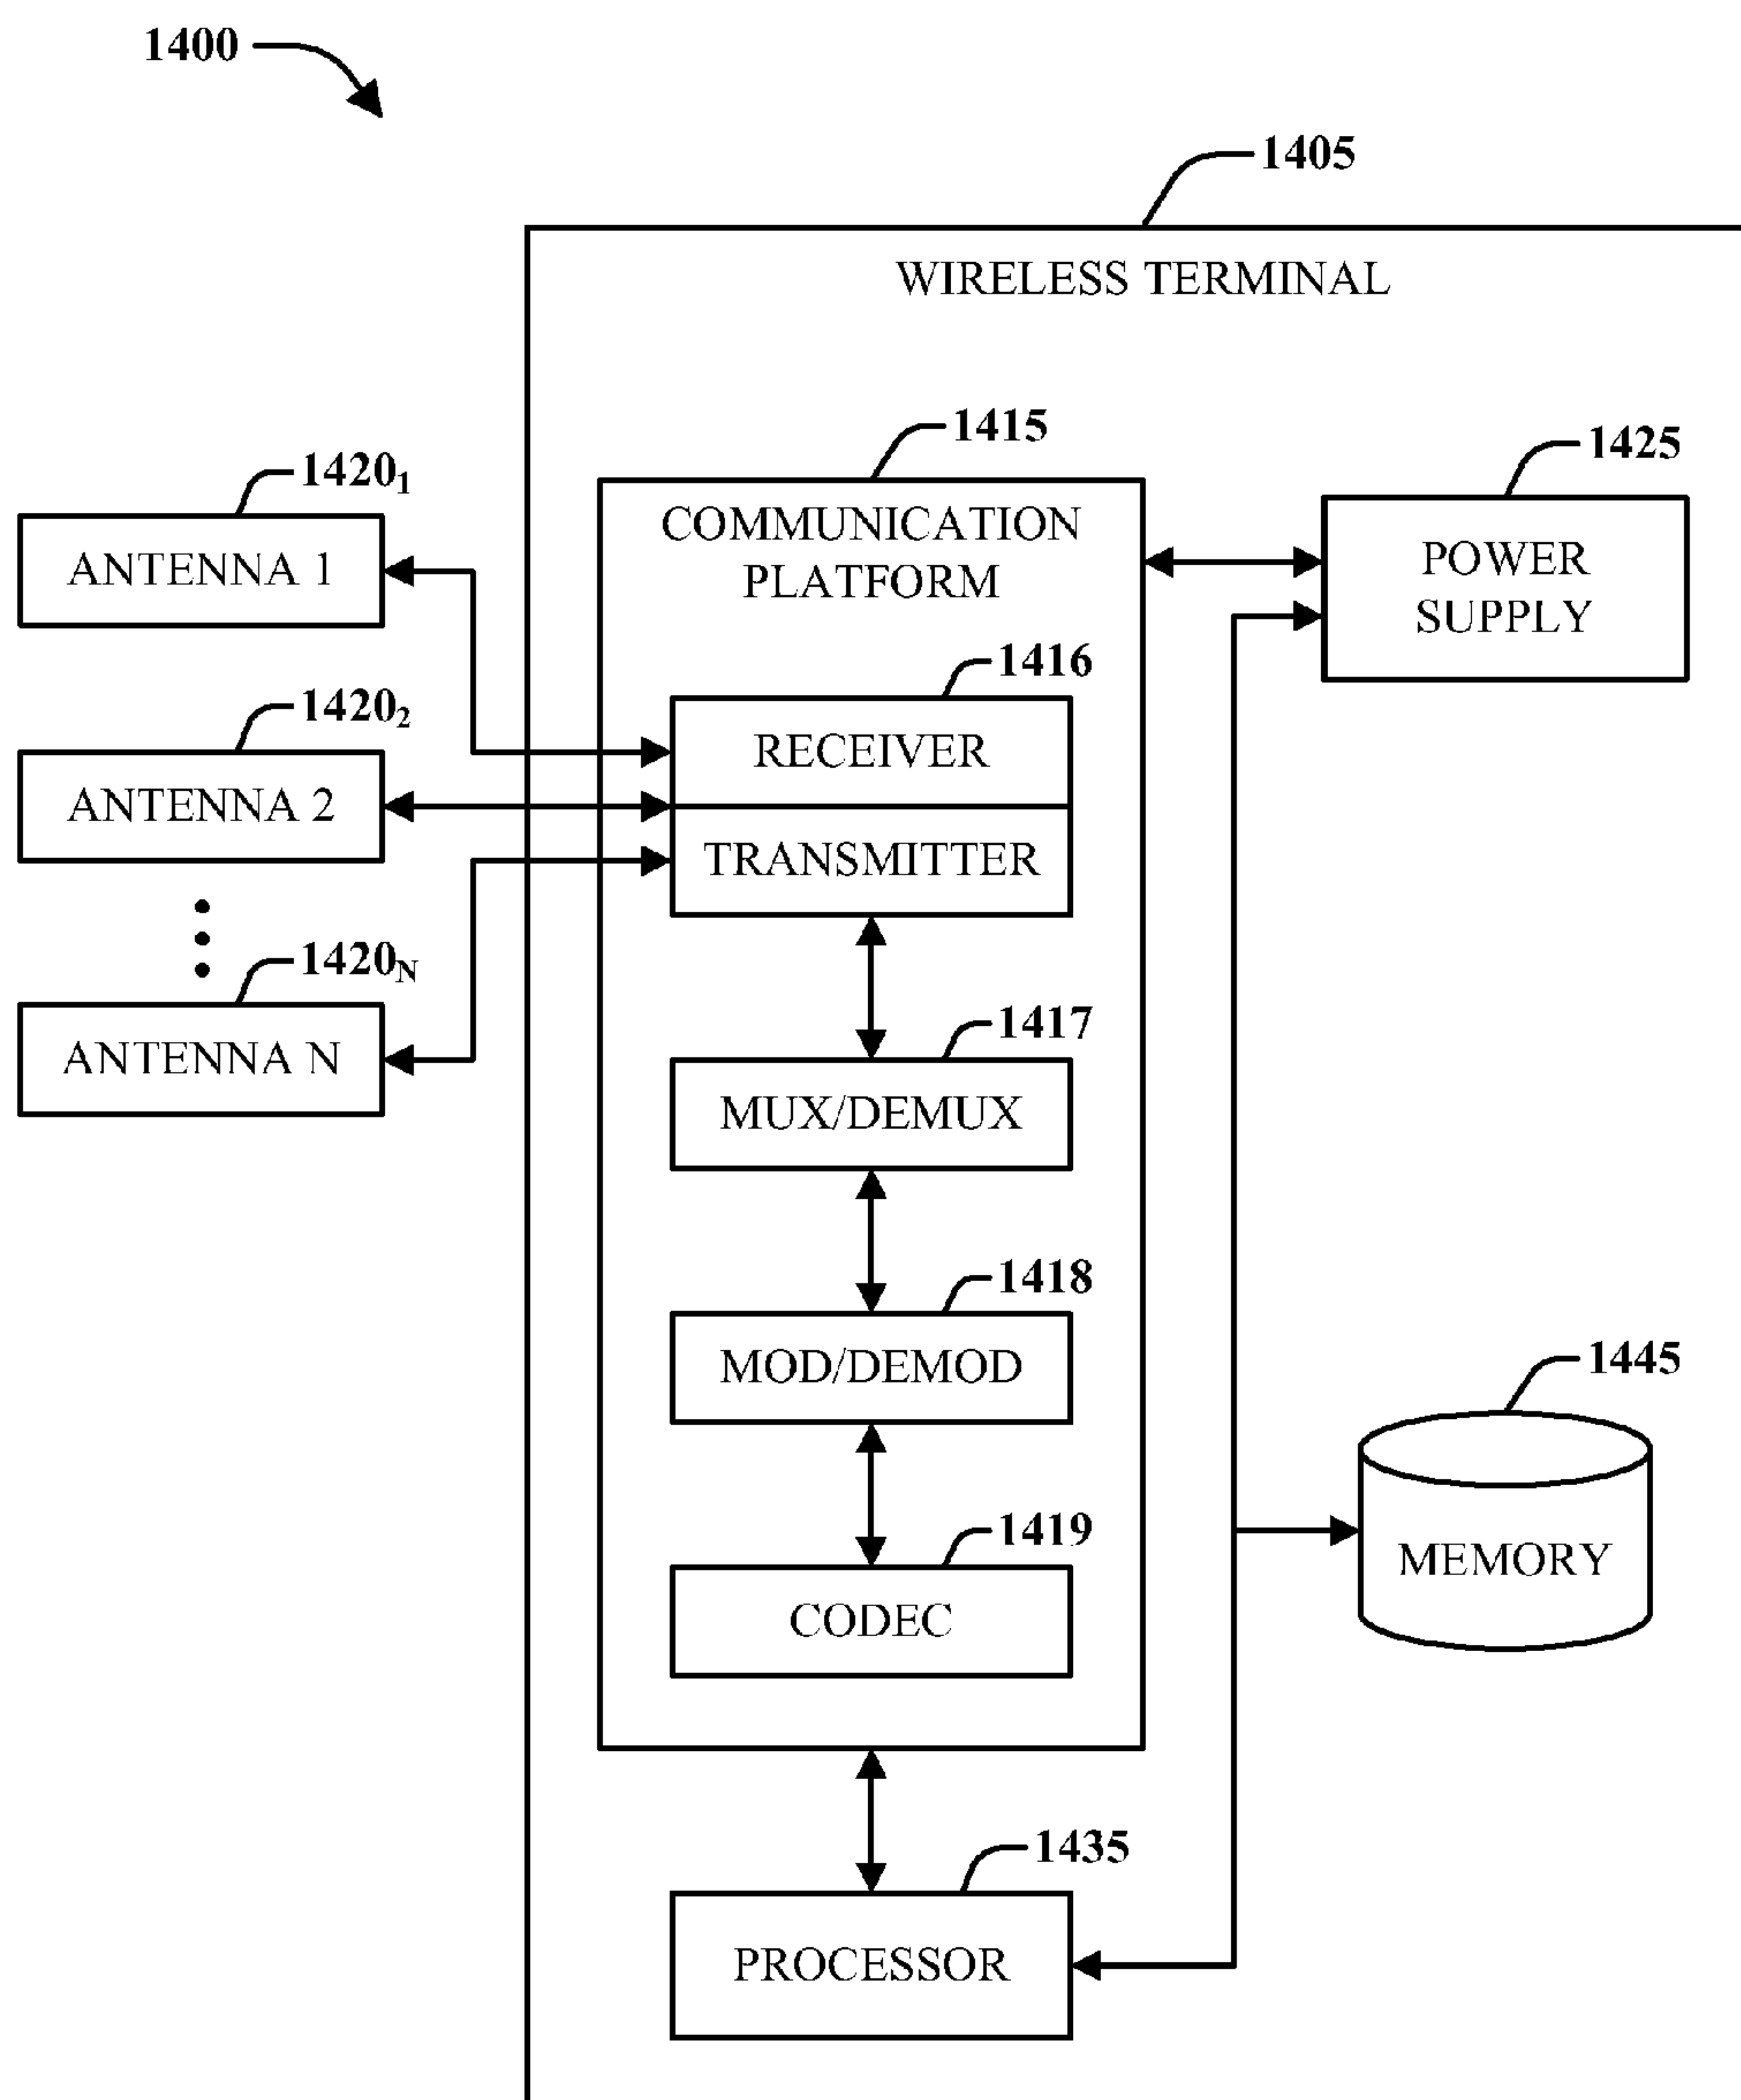 1400
1405
WIRELESS TERMINAL
1415
1425
1420₁
COMMUNICATION
PLATFORM
POWER
SUPPLY
ANTENNA 1
1416
1420₂
RECEIVER
ANTENNA 2
TRANSMITTER
1420_N
1417
ANTENNA N
MUX/DEMUX
1418
MOD/DEMOD
1445
1419
MEMORY
CODEC
1435
PROCESSOR